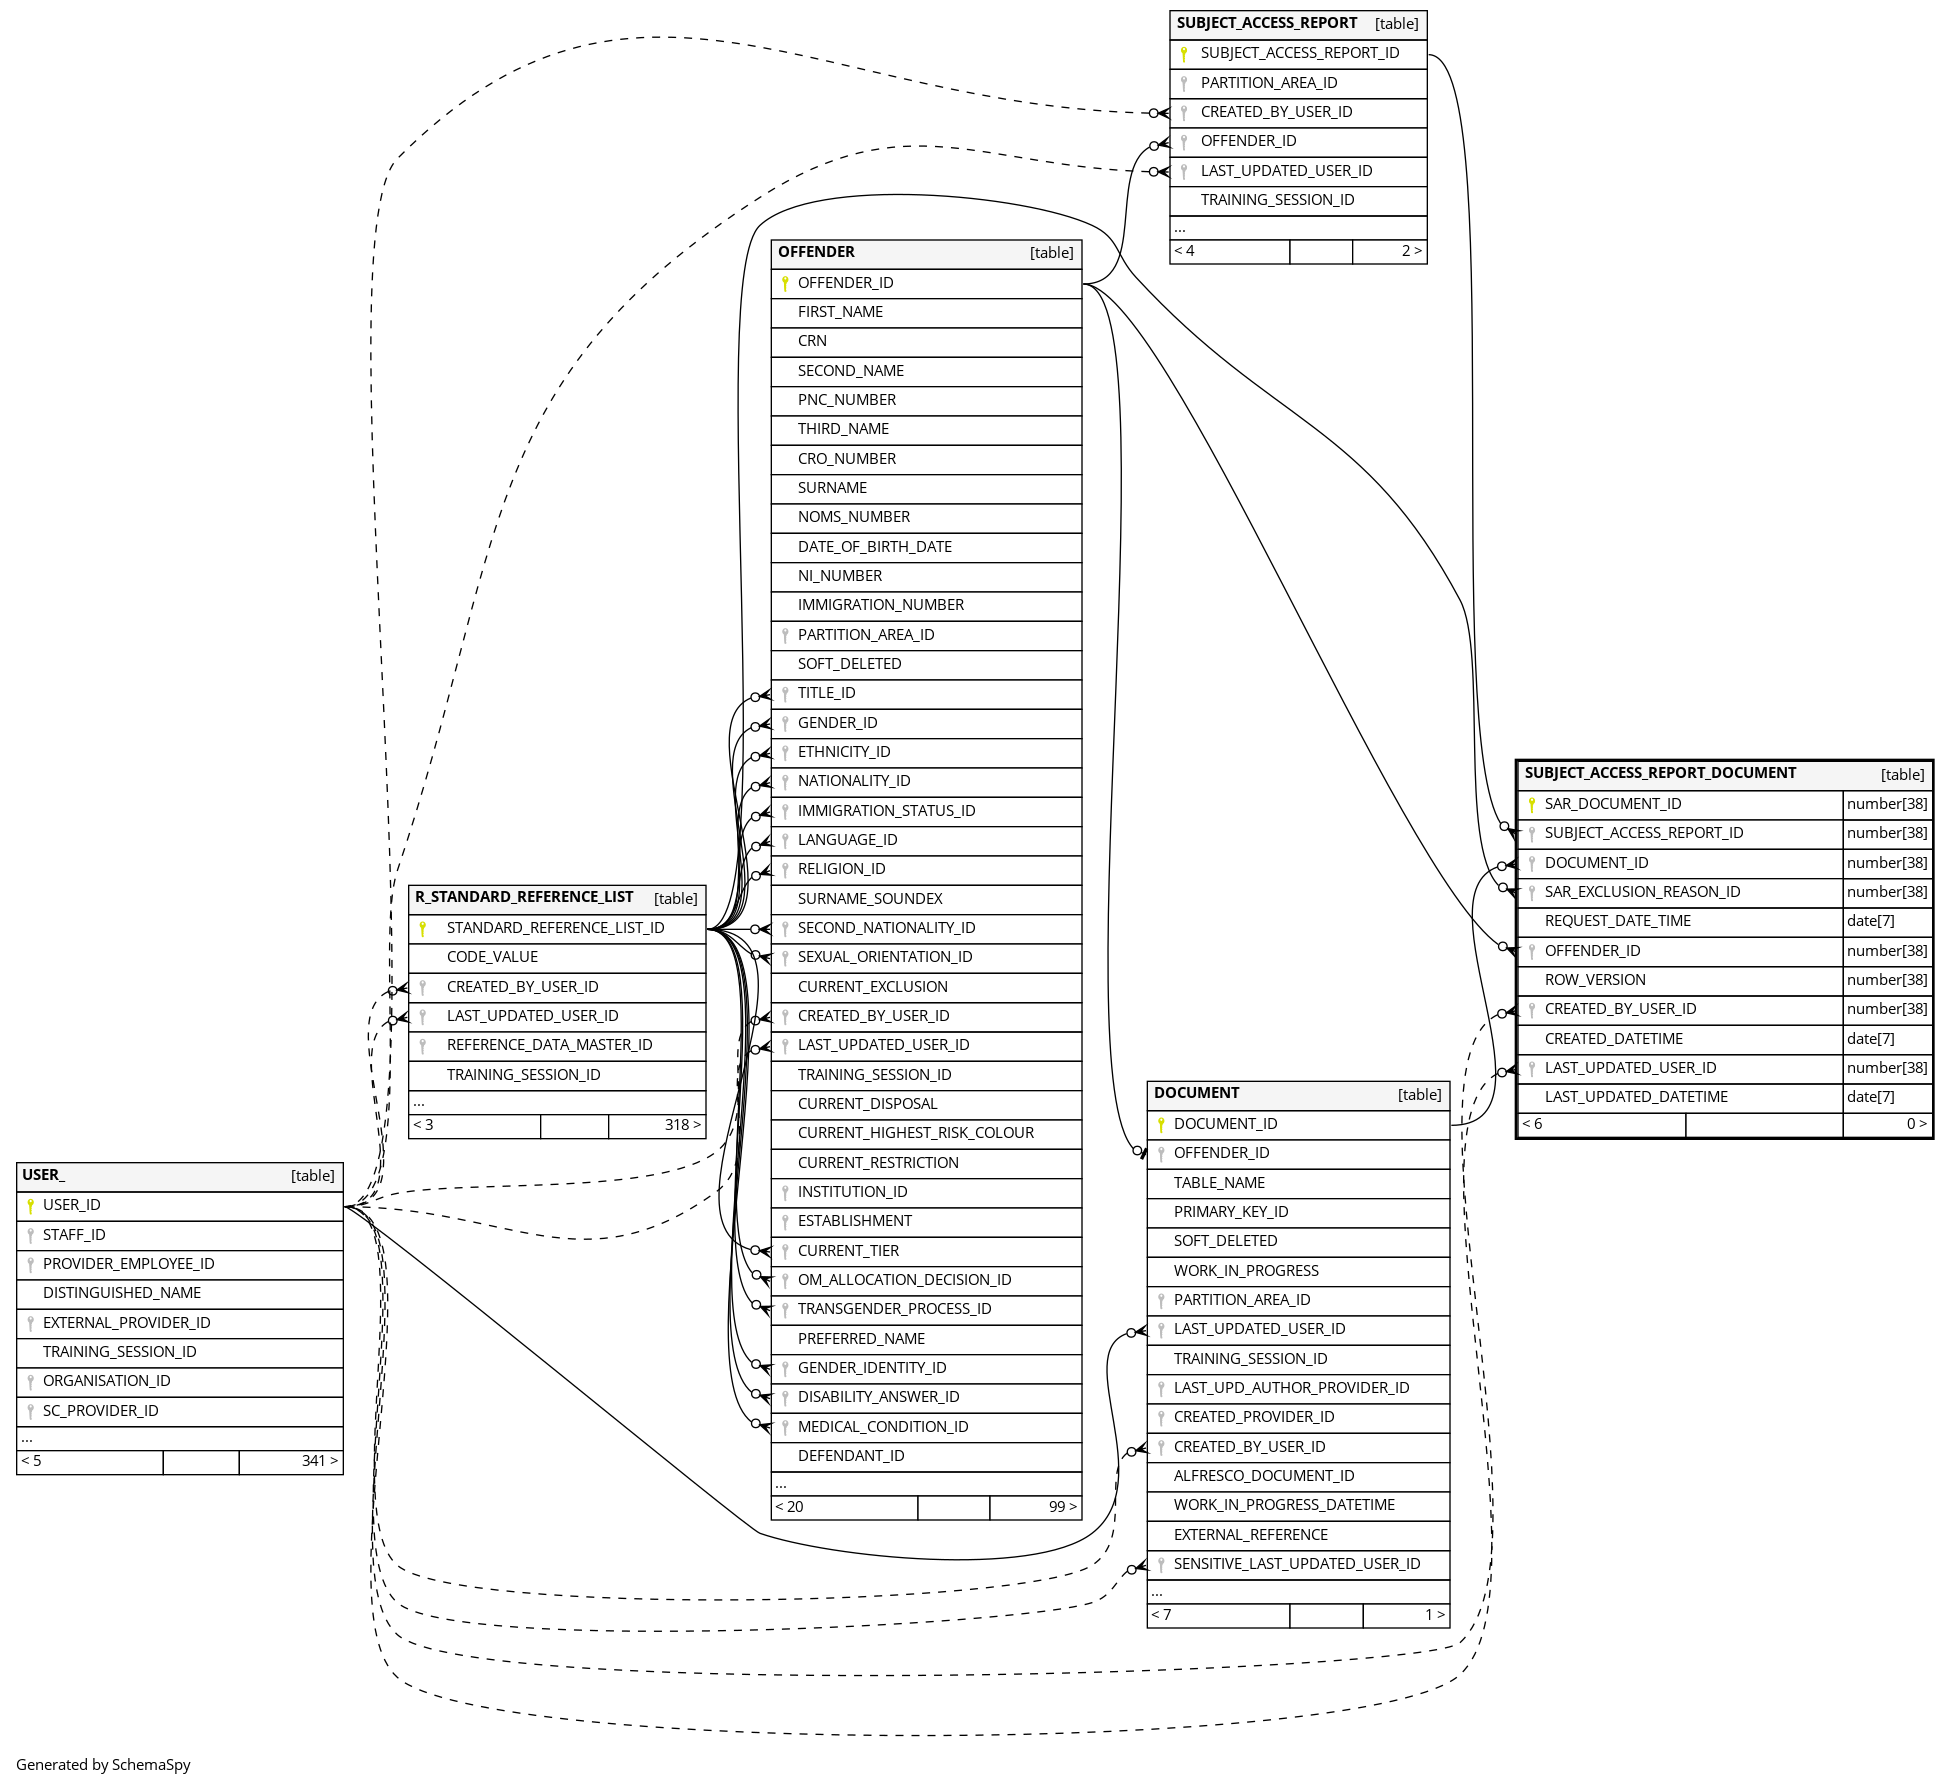 SUBJECT_ACCESS_REPORT [table]
SUBJECT_ACCESS_REPORT_ID
PARTITION_AREA_ID
CREATED_BY_USER_ID
OFFENDER_ID
LAST_UPDATED_USER_ID
TRAINING_SESSION_ID
...
< 4 2 >
OFFENDER [table]
OFFENDER_ID
FIRST_NAME
CRN
SECOND_NAME
PNC_NUMBER
THIRD_NAME
CRO_NUMBER
SURNAME
NOMS_NUMBER
DATE_OF_BIRTH_DATE
NI_NUMBER
IMMIGRATION_NUMBER
PARTITION_AREA_ID
SOFT_DELETED
TITLE_ID
GENDER_ID
ETHNICITY_ID
NATIONALITY_ID
IMMIGRATION_STATUS_ID
LANGUAGE_ID
RELIGION_ID
SURNAME_SOUNDEX
SECOND_NATIONALITY_ID
SEXUAL_ORIENTATION_ID
CURRENT_EXCLUSION
CREATED_BY_USER_ID
LAST_UPDATED_USER_ID
TRAINING_SESSION_ID
CURRENT_DISPOSAL
CURRENT_HIGHEST_RISK_COLOUR
CURRENT_RESTRICTION
INSTITUTION_ID
ESTABLISHMENT
CURRENT_TIER
OM_ALLOCATION_DECISION_ID
TRANSGENDER_PROCESS_ID
PREFERRED_NAME
GENDER_IDENTITY_ID
DISABILITY_ANSWER_ID
MEDICAL_CONDITION_ID
DEFENDANT_ID
...
< 20 99 >
SUBJECT_ACCESS_REPORT_DOCUMENT [table]
SAR_DOCUMENT_ID number[38]
SUBJECT_ACCESS_REPORT_ID number[38]
DOCUMENT_ID number[38]
SAR_EXCLUSION_REASON_ID number[38]
REQUEST_DATE_TIME date[7]
OFFENDER_ID number[38]
ROW_VERSION number[38]
CREATED_BY_USER_ID number[38]
CREATED_DATETIME date[7]
LAST_UPDATED_USER_ID number[38]
LAST_UPDATED_DATETIME date[7]
< 6 0 >
R_STANDARD_REFERENCE_LIST [table]
STANDARD_REFERENCE_LIST_ID
CODE_VALUE
CREATED_BY_USER_ID
LAST_UPDATED_USER_ID
REFERENCE_DATA_MASTER_ID
TRAINING_SESSION_ID
...
< 3 318 >
DOCUMENT [table]
DOCUMENT_ID
OFFENDER_ID
TABLE_NAME
PRIMARY_KEY_ID
SOFT_DELETED
WORK_IN_PROGRESS
PARTITION_AREA_ID
LAST_UPDATED_USER_ID
TRAINING_SESSION_ID
LAST_UPD_AUTHOR_PROVIDER_ID
CREATED_PROVIDER_ID
CREATED_BY_USER_ID
ALFRESCO_DOCUMENT_ID
WORK_IN_PROGRESS_DATETIME
EXTERNAL_REFERENCE
SENSITIVE_LAST_UPDATED_USER_ID
...
< 7 1 >
USER_ [table]
USER_ID
STAFF_ID
PROVIDER_EMPLOYEE_ID
DISTINGUISHED_NAME
EXTERNAL_PROVIDER_ID
TRAINING_SESSION_ID
ORGANISATION_ID
SC_PROVIDER_ID
...
< 5 341 >
Generated by SchemaSpy